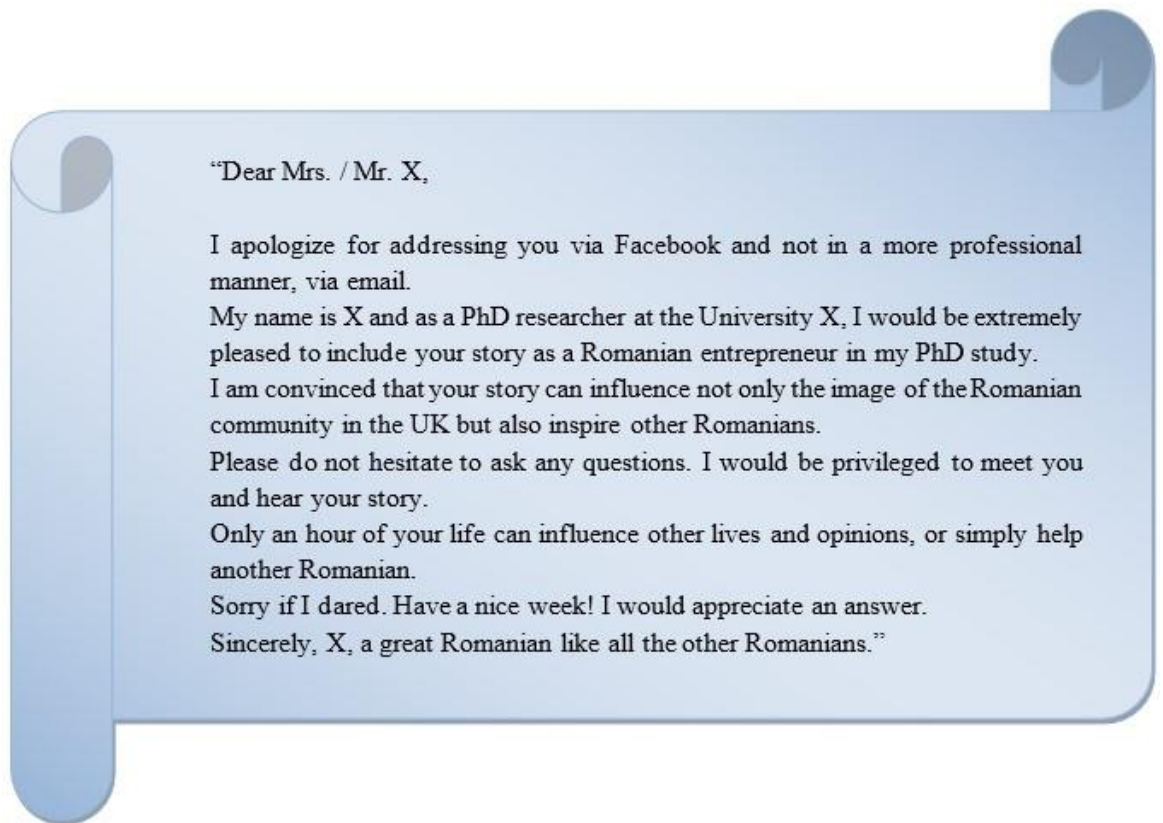 “Dear Mrs. / Mr. X,
I apologize for addressing you via Facebook and not in a more professional
manner, via email.
My name is X and as a PhD researcher at the University X, I would be extremely
pleased to include your story as a Romanian entrepreneur in my PhD study.
I am convinced that your story can influence not only the image of the Romanian
community in the UK but also inspire other Romanians.
Please do not hesitate to ask any questions. I would be privileged to meet you
and hear your story.
Only an hour of your life can influence other lives and opinions, or simply help
another Romanian.
Sorry if I dared. Have a nice week! I would appreciate an answer.
Sincerely, X, a great Romanian like all the other Romanians.”